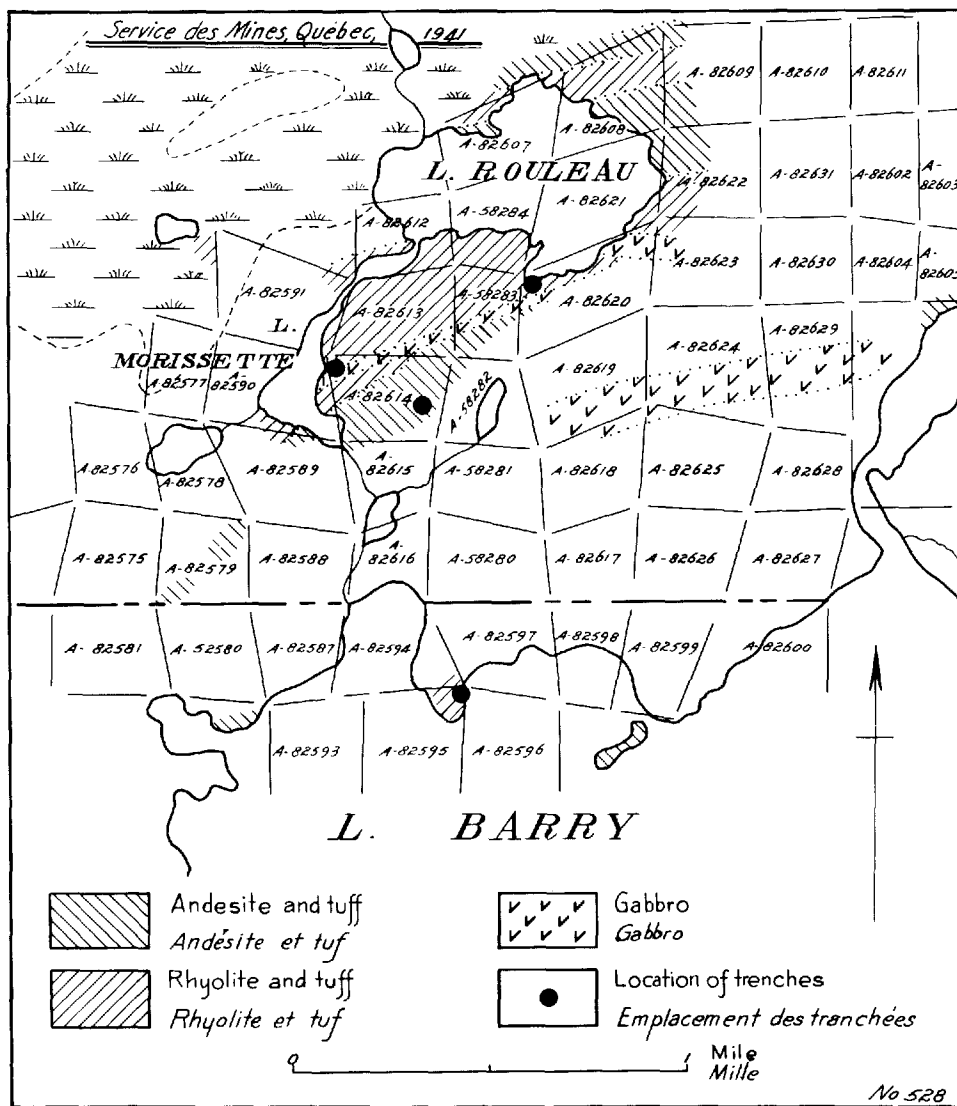 Service des Mines, Québec, 1941
A-82609
A-82610
A-82611
A-82607
A-82608
L. ROULEAU
A-82622
A-82631
A-82602
A-82603
A-82612
A-58284
A-82621
A-82623
A-82630
A-82604
A-82605
A-82591
A-82613
A-58283
A-82620
L.
MORISSETTE
A-82577
A-82590
A-82614
A-58282
A-82619
A-82624
A-82629
A-82576
A-82578
A-82589
A-82615
A-58281
A-82618
A-82625
A-82628
A-82575
A-82579
A-82588
A-82616
A-58280
A-82617
A-82626
A-82627
A-82581
A-52580
A-82587
A-82594
A-82597
A-82598
A-82599
A-82600
A-82593
A-82595
A-82596
L. BARRY
Andesite and tuff
Andésite et tuf
Rhyolite and tuff
Rhyolite et tuf
Gabbro
Gabbro
Location of trenches
Emplacement des tranchées
0 1 Mile
Mille
No 528